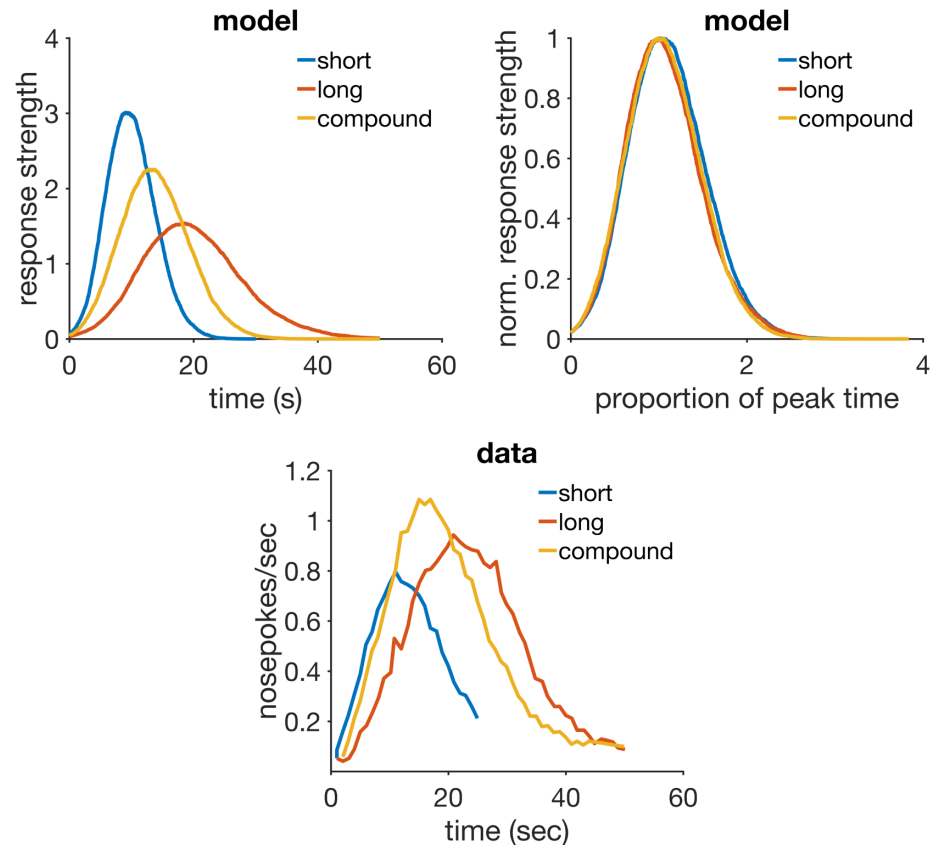 model
4
3
2
1
0
response strength
short
long
compound
0
20
40
60
time (s)
model
1
0.8
0.6
0.4
0.2
0
norm. response strength
short
long
compound
0
2
4
proportion of peak time
data
1.2
1
0.8
0.6
0.4
0.2
nosepokes/sec
short
long
compound
0
20
40
60
time (sec)